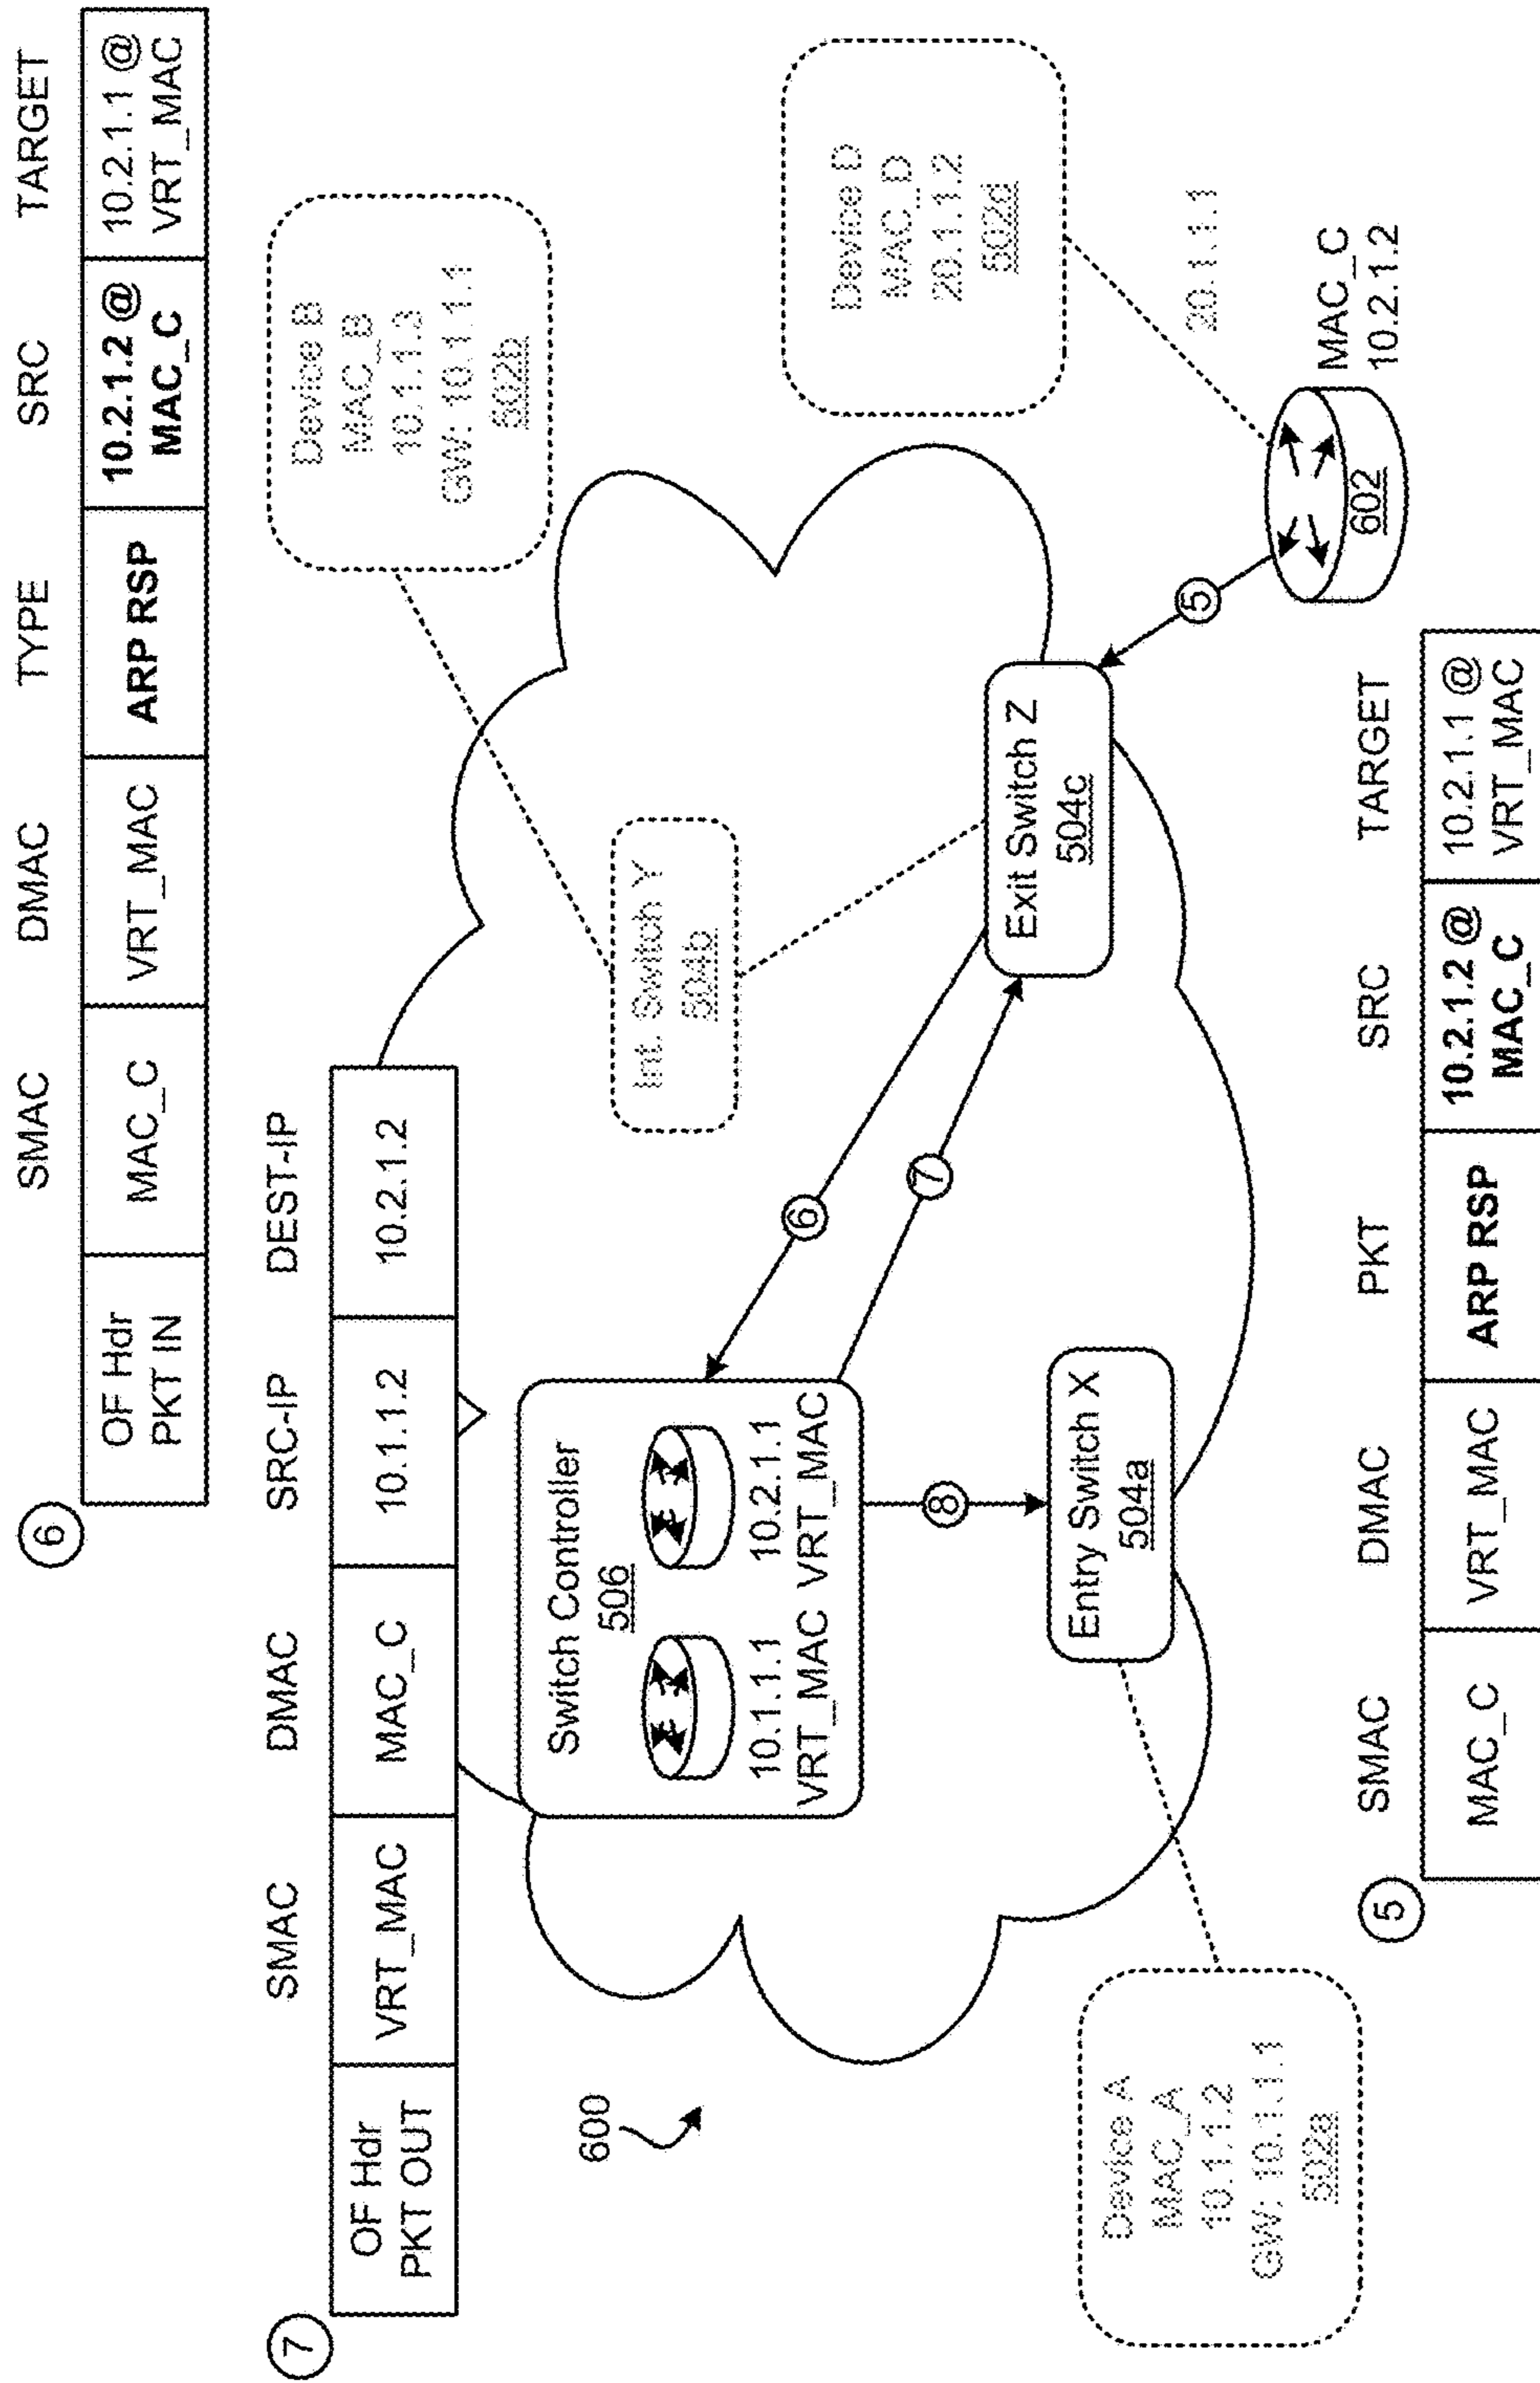 6
SMAC DMAC TYPE SRC TARGET
OF Hdr
PKT IN
MAC_C
VRT_MAC
ARP RSP
10.2.1.2 @
MAC_C
10.2.1.1 @
VRT_MAC
7
SMAC DMAC SRC-IP DEST-IP
OF Hdr
PKT OUT
VRT_MAC
MAC_C
10.1.1.2
10.2.1.2
Device B
MAC_B
10.1.1.3
GW: 10.1.1.1
502b
600
Switch Controller
506
10.1.1.1
VRT_MAC
10.2.1.1
VRT_MAC
Int. Switch Y
504b
6
7
8
Device D
MAC_D
20.1.1.2
502d
Entry Switch X
504a
Exit Switch Z
504c
5
20.1.1.1
602
MAC_C
10.2.1.2
Device A
MAC_A
10.1.1.2
GW: 10.1.1.1
502a
5
SMAC DMAC PKT SRC TARGET
MAC_C
VRT_MAC
ARP RSP
10.2.1.2 @
MAC_C
10.2.1.1 @
VRT_MAC